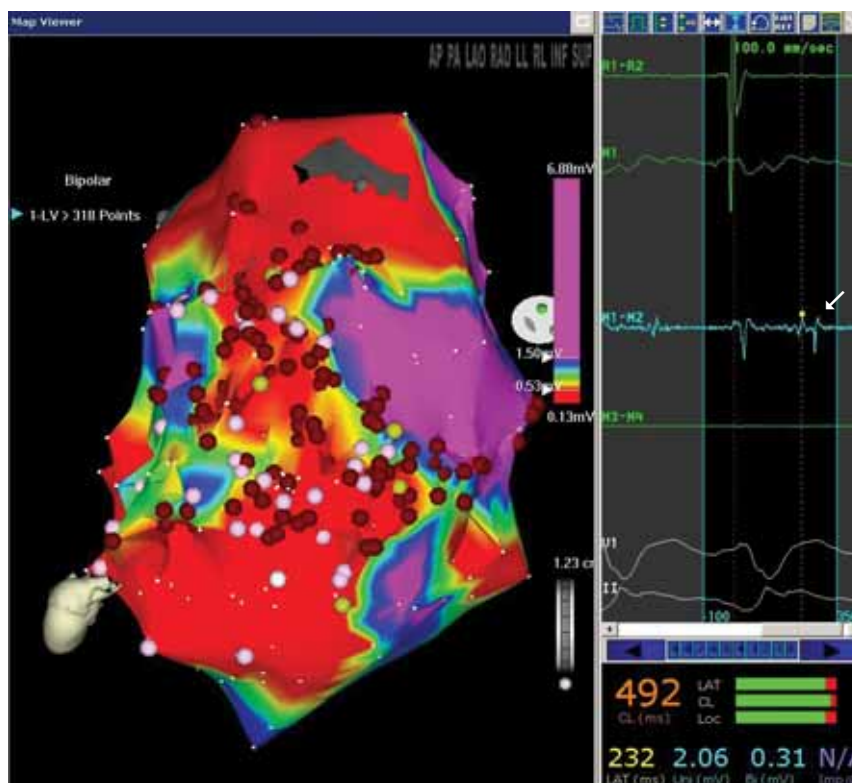 Map Viewer
AP PA LAO RAO LL RL INF SUP
Bipolar
1-LV > 318 Points
6.88mV
1.50mV
0.53mV
0.13mV
1.23 cm
100.0 mm/sec
R1-R2
M1
M1-M2
M3-M4
V1
II
-100
350
492
CL (ms)
LAT
CL
Loc
232 2.06 0.31 N/A
LAT (ms) Uni (mV) Bi (mV) Imp